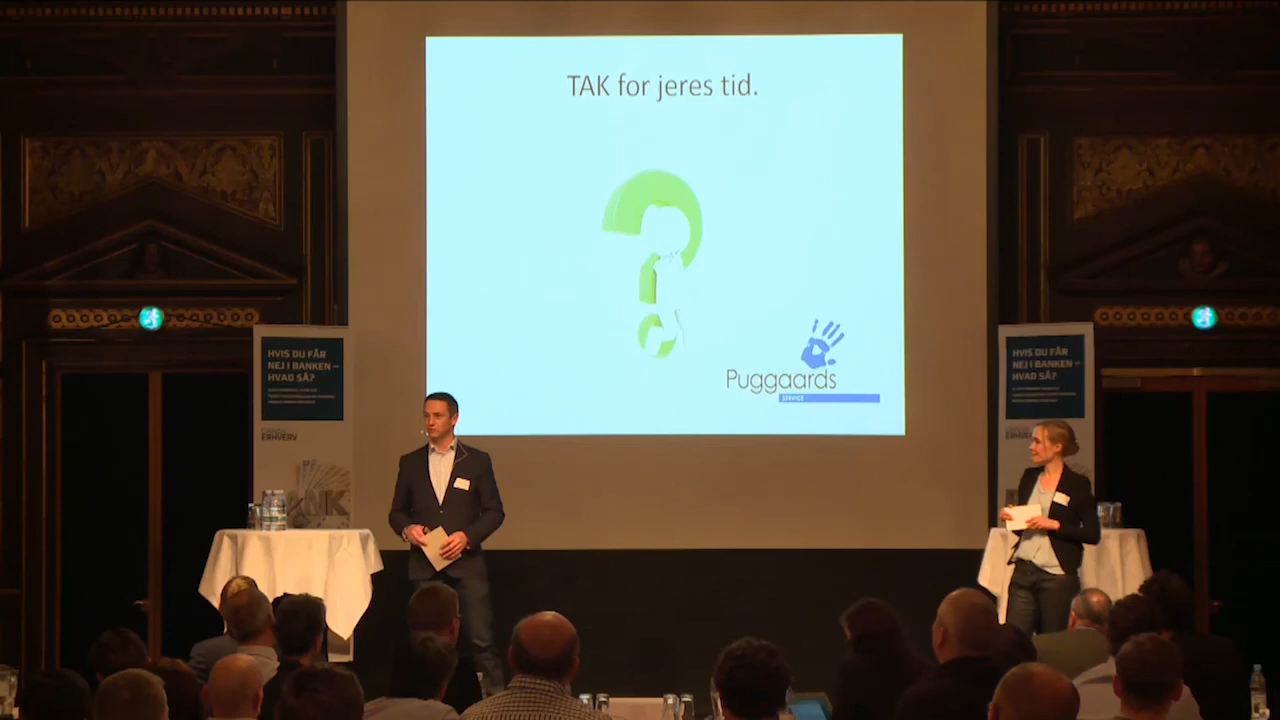 TAK for jeres tid.
Puggaards
SERVICE
HVIS DU FÅR
NEJ I BANKEN –
HVAD SÅ?
ERHVERV
HVIS DU FÅR
NEJ I BANKEN –
HVAD SÅ?
ERHVERV